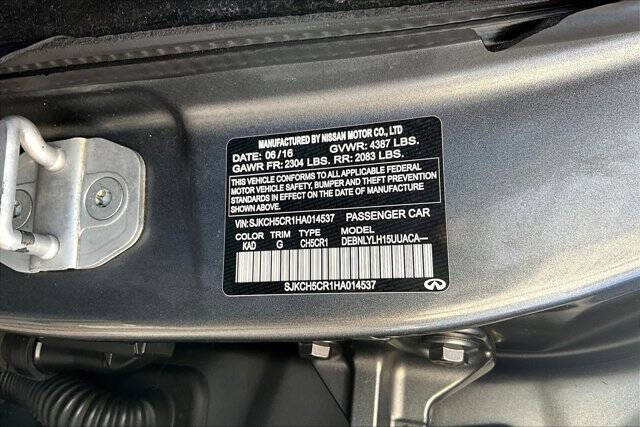 MANUFACTURED BY NISSAN MOTOR CO., LTD
DATE: 06/16 GVWR: 4387 LBS.
GAWR FR: 2304 LBS. RR: 2083 LBS.
THIS VEHICLE CONFORMS TO ALL APPLICABLE FEDERAL
MOTOR VEHICLE SAFETY, BUMPER AND THEFT PREVENTION
STANDARDS IN EFFECT ON THE DATE OF MANUFACTURE
SHOWN ABOVE.
VIN: SJKCH5CR1HA014537 PASSENGER CAR
COLOR TRIM TYPE MODEL
KAD G CH5CR1 DEBNLYLH15UUACA—
SJKCH5CR1HA014537